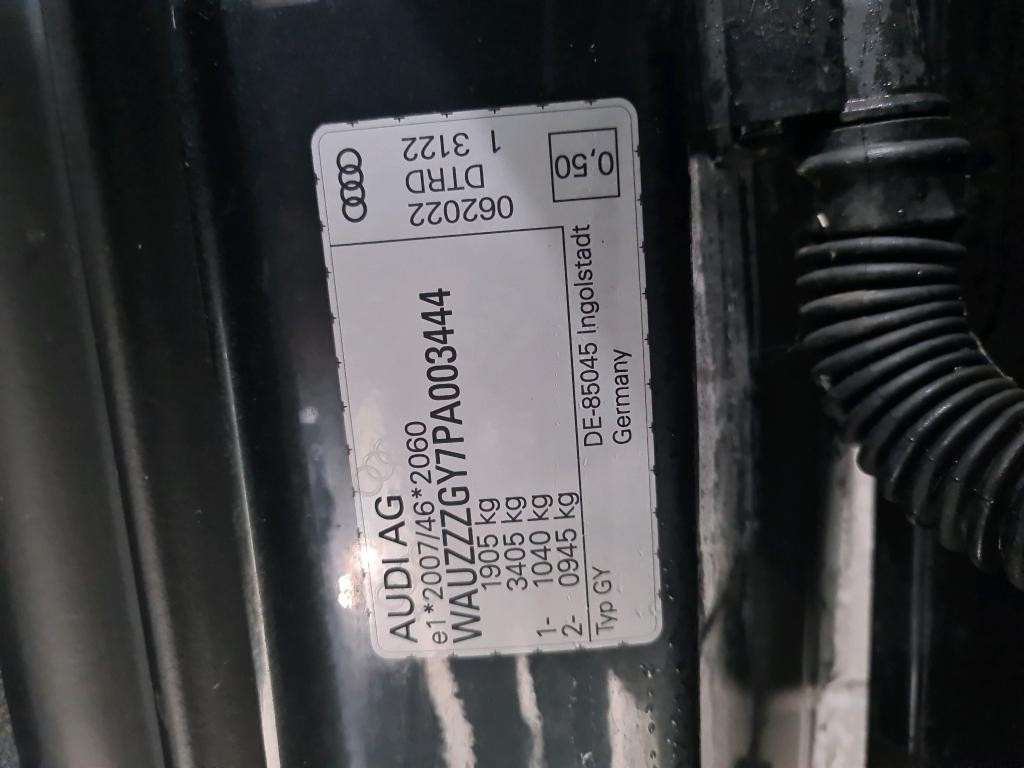 AUDI AG
e1*2007/46*2060
WAUZZZGY7PA003444
1905 kg
3405 kg
1- 1040 kg
2- 0945 kg
Typ GY
DE-85045 Ingolstadt
Germany
062022
DTRD
1 3122
0,50